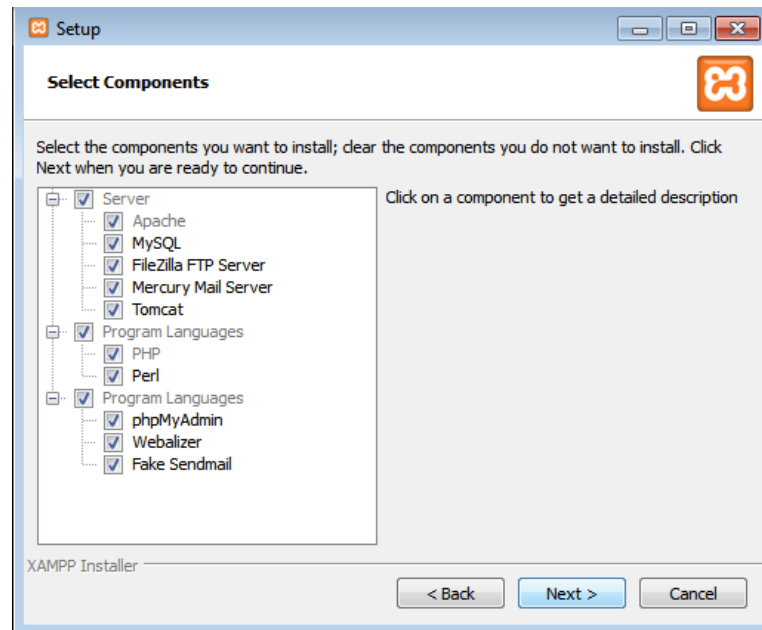 Setup
Select Components
Select the components you want to install; clear the components you do not want to install. Click
Next when you are ready to continue.
Server
Apache
MySQL
FileZilla FTP Server
Mercury Mail Server
Tomcat
Program Languages
PHP
Perl
Program Languages
phpMyAdmin
Webalizer
Fake Sendmail
Click on a component to get a detailed description
XAMPP Installer
< Back
Next >
Cancel